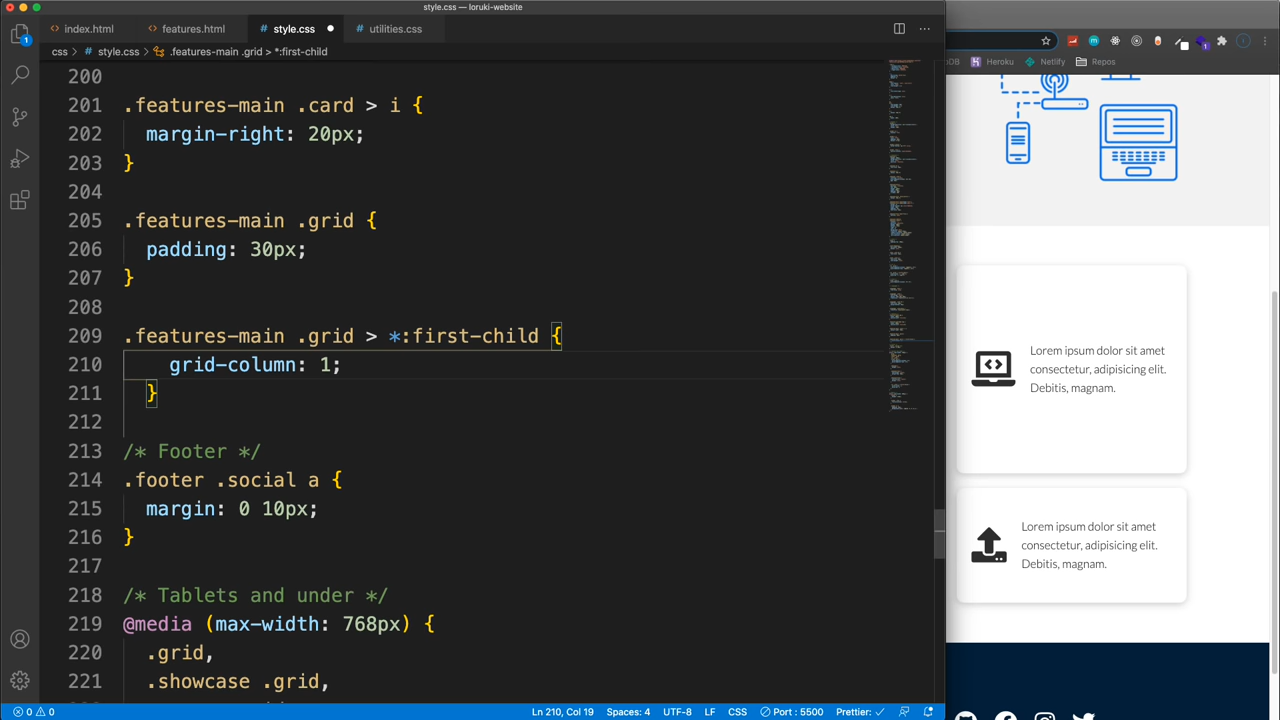 style.css — loruki-website
index.html
features.html
style.css
utilities.css
css > # style.css > .features-main .grid > *:first-child
DB
Heroku
Netlify
Repos
200
201 .features-main .card > i {
202 margin-right: 20px;
203 }
204
205 .features-main .grid {
206 padding: 30px;
207 }
208
209 .features-main .grid > *:first-child {
210 grid-column: 1;
211 }
212
213 /* Footer */
214 .footer .social a {
215 margin: 0 10px;
216 }
217
218 /* Tablets and under */
219 @media (max-width: 768px) {
220 .grid,
221 .showcase .grid,
Lorem ipsum dolor sit amet
consectetur, adipisicing elit.
Debitis, magnam.
Lorem ipsum dolor sit amet
consectetur, adipisicing elit.
Debitis, magnam.
0 0 Ln 210, Col 19 Spaces: 4 UTF-8 LF CSS Port : 5500 Prettier: ✓